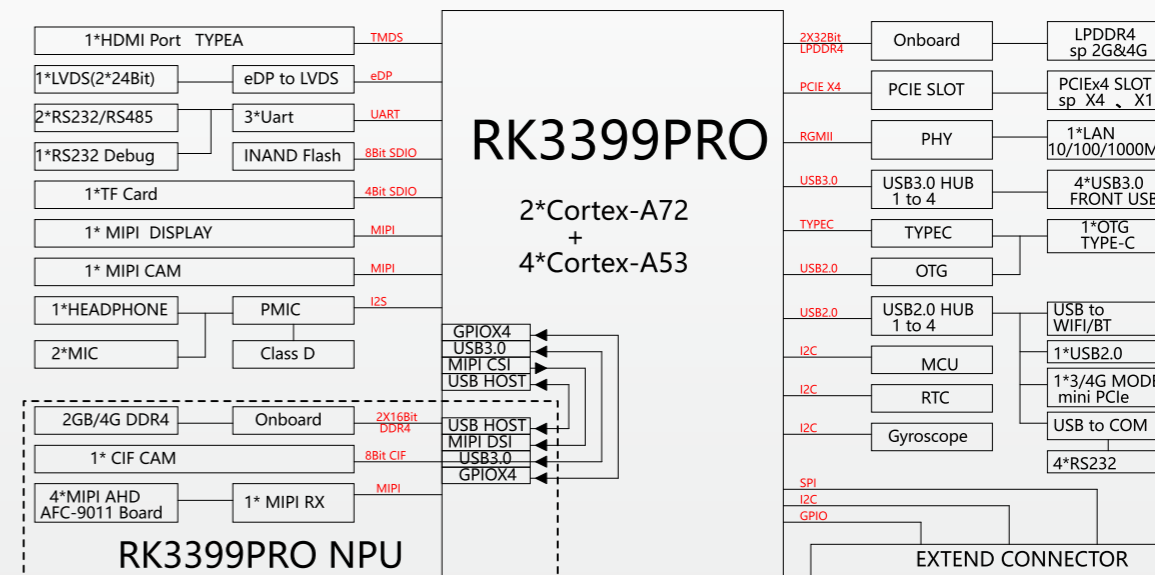 1*HDMI Port TYPEA
TMDS
1*LVDS(2*24Bit)
eDP to LVDS
eDP
2*RS232/RS485
3*Uart
UART
1*RS232 Debug
INAND Flash
8Bit SDIO
1*TF Card
4Bit SDIO
1* MIPI DISPLAY
MIPI
1* MIPI CAM
MIPI
1*HEADPHONE
PMIC
I2S
2*MIC
Class D
RK3399PRO
2*Cortex-A72
+
4*Cortex-A53
GPIOX4
USB3.0
MIPI CSI
USB HOST
USB HOST
MIPI DSI
USB3.0
GPIOX4
2GB/4G DDR4
Onboard
2X16Bit
DDR4
1* CIF CAM
8Bit CIF
4*MIPI AHD
AFC-9011 Board
1* MIPI RX
MIPI
RK3399PRO NPU
2X32Bit
LPDDR4
Onboard
LPDDR4
sp 2G&4G
PCIE X4
PCIE SLOT
PCIEx4 SLOT
sp X4 、X1
RGMII
PHY
1*LAN
10/100/1000M
USB3.0
USB3.0 HUB
1 to 4
4*USB3.0
FRONT USB
TYPEC
TYPEC
1*OTG
TYPE-C
USB2.0
OTG
USB2.0
USB2.0 HUB
1 to 4
USB to
WIFI/BT
1*USB2.0
1*3/4G MODE
mini PCIe
USB to COM
4*RS232
I2C
MCU
I2C
RTC
I2C
Gyroscope
SPI
I2C
GPIO
EXTEND CONNECTOR